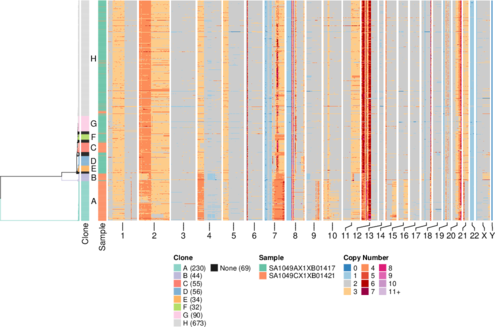 H
G
F
C
D
E
B
A
Clone
Sample
1 2 3 4 5 6 7 8 9 10 11 12 13 14 15 16 17 18 19 20 21 22 X Y
Clone Sample Copy Number
A (230) None (69) SA1049AX1XB01417 0 4 8
B (44) SA1049CX1XB01421 1 5 9
C (55) 2 6 10
D (56) 3 7 11+
E (34)
F (32)
G (90)
H (673)